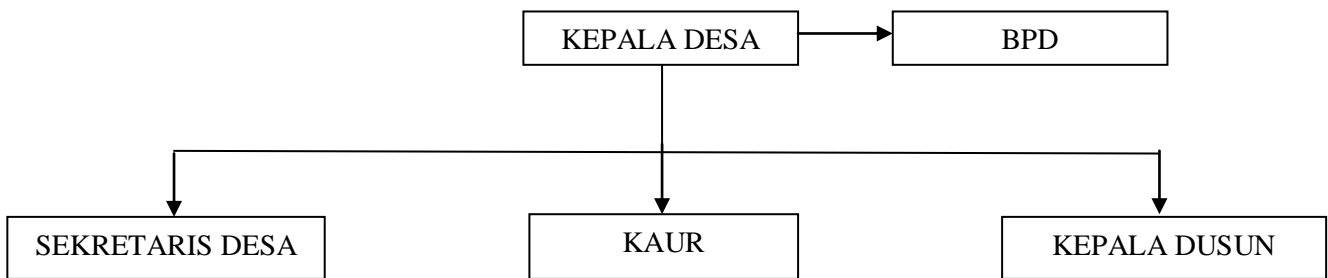 KEPALA DESA
BPD
SEKRETARIS DESA
KAUR
KEPALA DUSUN